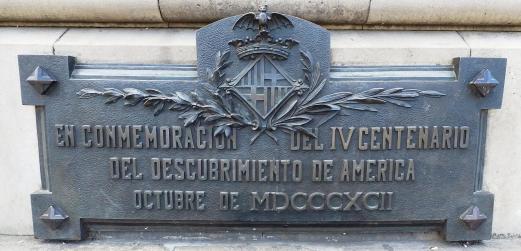 EN CONMEMORACION DEL IV CENTENARIO
DEL DESCUBRIMIENTO DE AMERICA
OCTUBRE DE MDCCCXCII